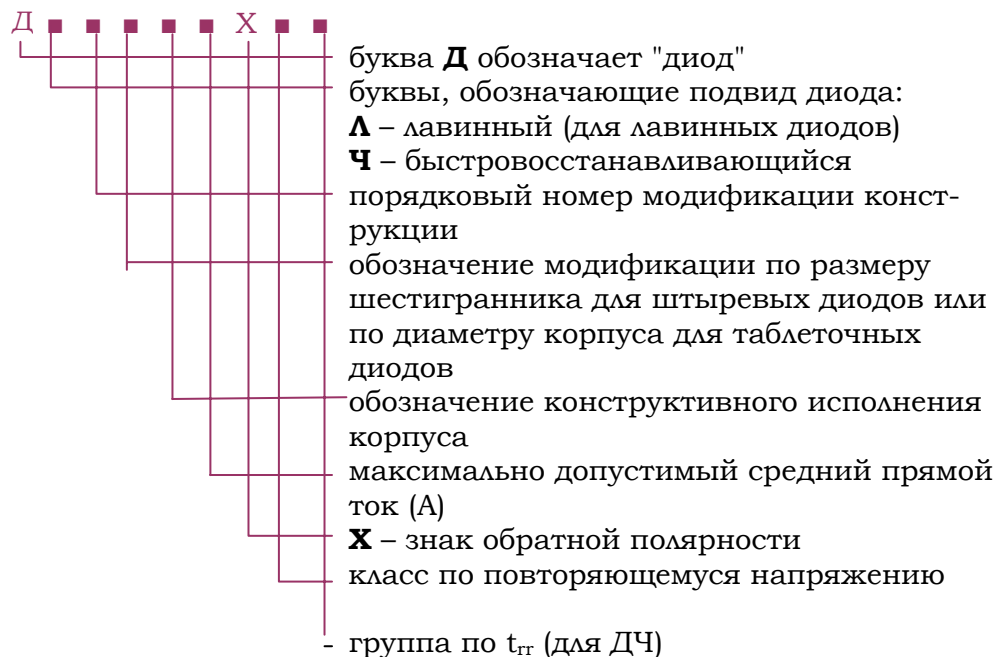 Д ■ ■ ■ ■ ■ Х ■ ■
буква Д обозначает "диод"
буквы, обозначающие подвид диода:
Л – лавинный (для лавинных диодов)
Ч – быстровосстанавливающийся
порядковый номер модификации конст-
рукции
обозначение модификации по размеру
шестигранника для штыревых диодов или
по диаметру корпуса для таблеточных
диодов
обозначение конструктивного исполнения
корпуса
максимально допустимый средний прямой
ток (А)
Х – знак обратной полярности
класс по повторяющемуся напряжению
- группа по trr (для ДЧ)